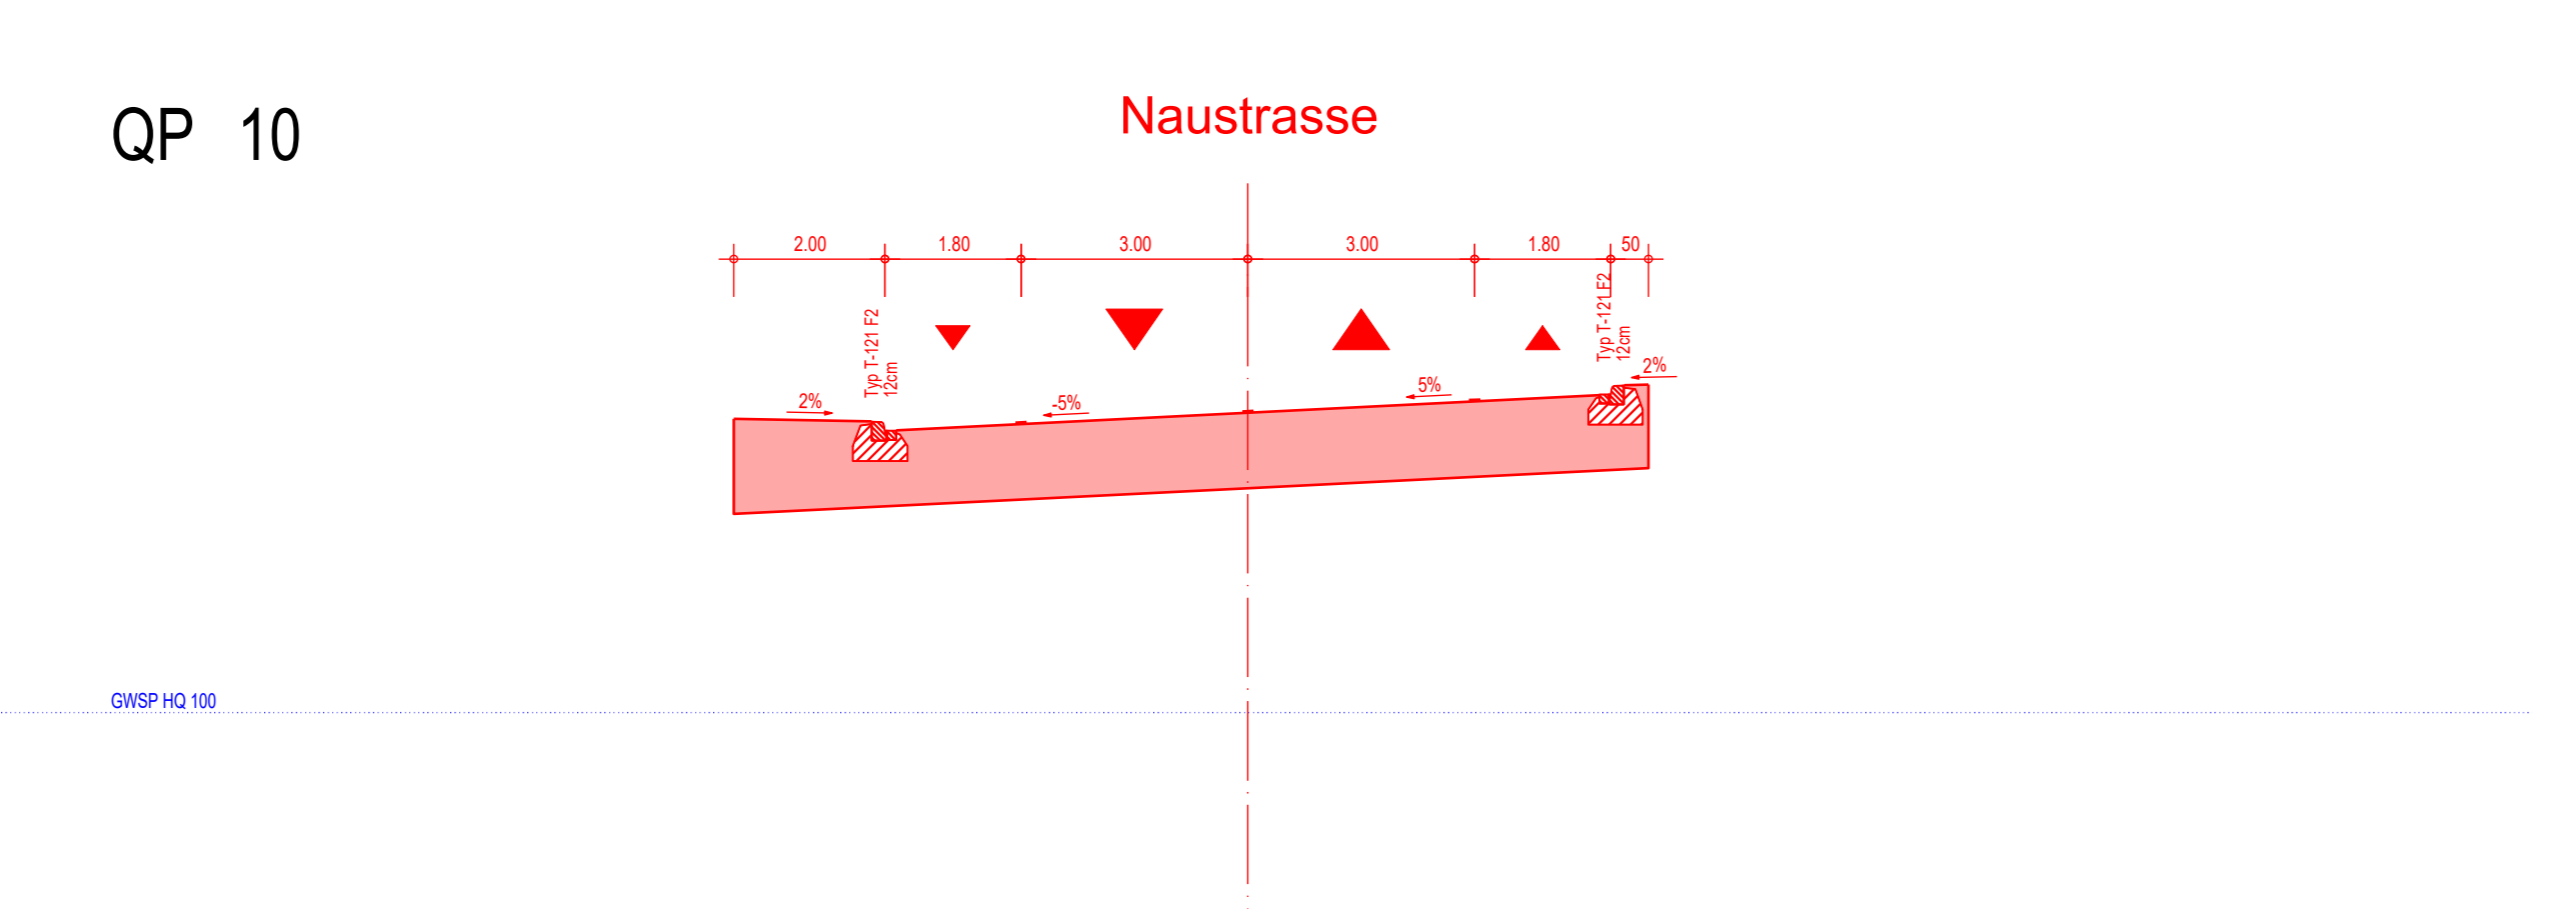 QP 10
Naustrasse
2.00 1.80 3.00 3.00 1.80 50
Typ T-121 F2
12cm
Typ T-121 F2
12cm
2%
-5%
5%
2%
GWSP HQ 100